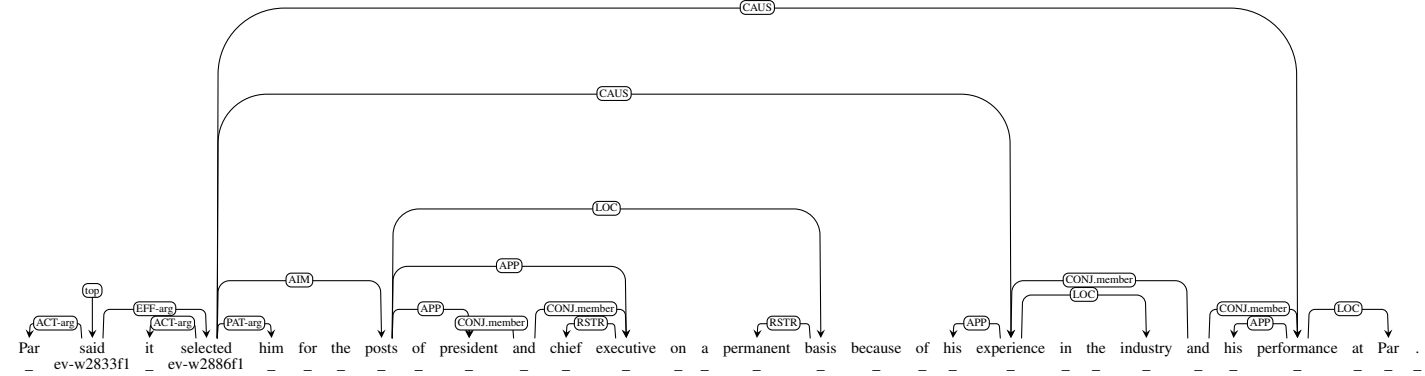 CAUS
CAUS
LOC
APP
AIM CONJ.member
top LOC
EFF-arg APP CONJ.member CONJ.member LOC
ACT-arg ACT-arg PAT-arg CONJ.member RSTR RSTR APP APP
Par said it selected him for the posts of president and chief executive on a permanent basis because of his experience in the industry and his performance at Par .
_ ev-w2833f1 _ ev-w2886f1 _ _ _ _ _ _ _ _ _ _ _ _ _ _ _ _ _ _ _ _ _ _ _ _ _ _